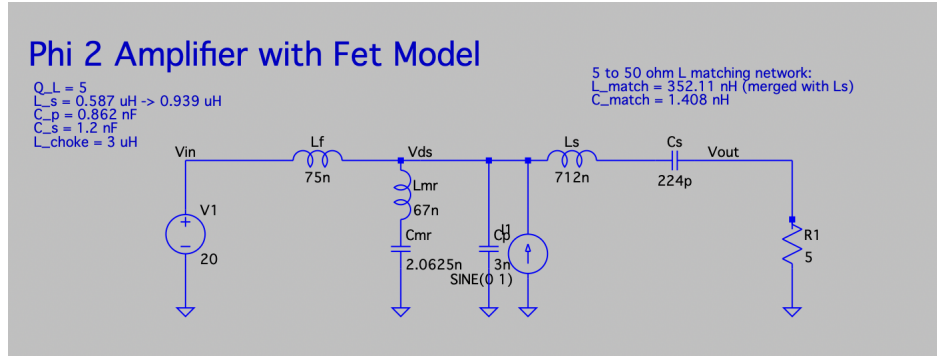 Phi 2 Amplifier with Fet Model
Q_L = 5
L_s = 0.587 uH -> 0.939 uH
C_p = 0.862 nF
C_s = 1.2 nF
L_choke = 3 uH
5 to 50 ohm L matching network:
L_match = 352.11 nH (merged with Ls)
C_match = 1.408 nH
Vin
Lf
75n
Vds
Ls
712n
Cs
224p
Vout
Lmr
67n
Cmr
2.0625n
Cp
3n
I1
SINE(0 1)
V1
20
R1
5